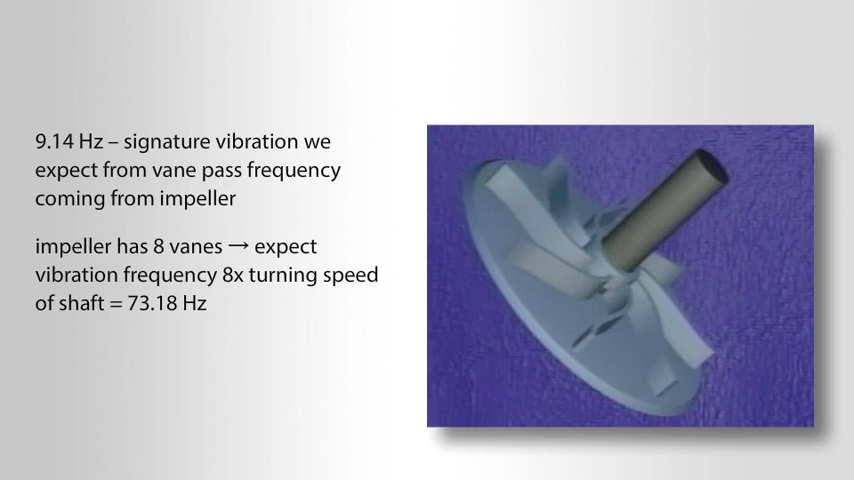 9.14 Hz – signature vibration we
expect from vane pass frequency
coming from impeller
impeller has 8 vanes → expect
vibration frequency 8x turning speed
of shaft = 73.18 Hz